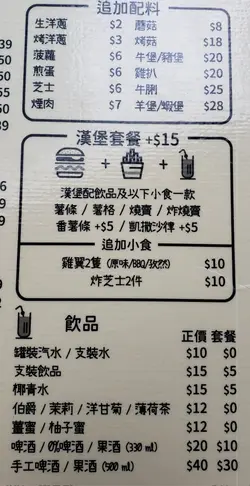 追加配料
生洋蔥 $2 蘑菇 $8
烤洋蔥 $3 烤菇 $18
菠蘿 $6 牛堡/豬堡 $20
煎蛋 $6 雞扒 $20
芝士 $6 牛脷 $25
煙肉 $7 羊堡/蝦堡 $28
漢堡套餐 +$15
漢堡配飲品及以下小食一款
薯條 / 薯格 / 燒賣 / 炸燒賣
番薯條 +$5 / 凱撒沙律 +$5
追加小食
雞翼2隻 (原味/BBQ/孜然) $10
炸芝士2件 $10
飲品
正價 套餐
罐裝汽水 / 支裝水 $10 $0
支裝飲品 $15 $5
椰青水 $15 $5
伯爵 / 茉莉 / 洋甘菊 / 薄荷茶 $12 $0
薑蜜 / 柚子蜜 $12 $0
啤酒 / 0%啤酒 / 果酒 (330 ml) $20 $10
手工啤酒 / 果酒 (500 ml) $40 $30